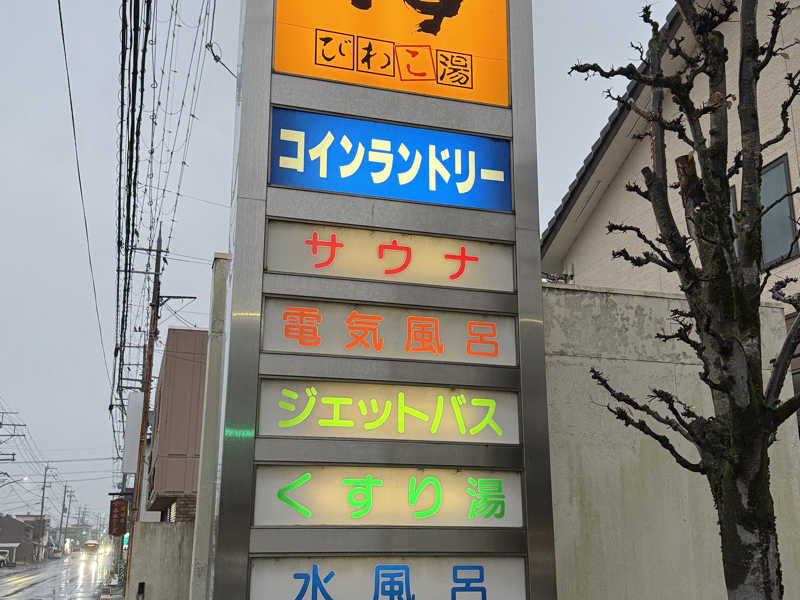 びわこ湯
コインランドリー
サウナ
電気風呂
ジェットバス
くすり湯
水風呂